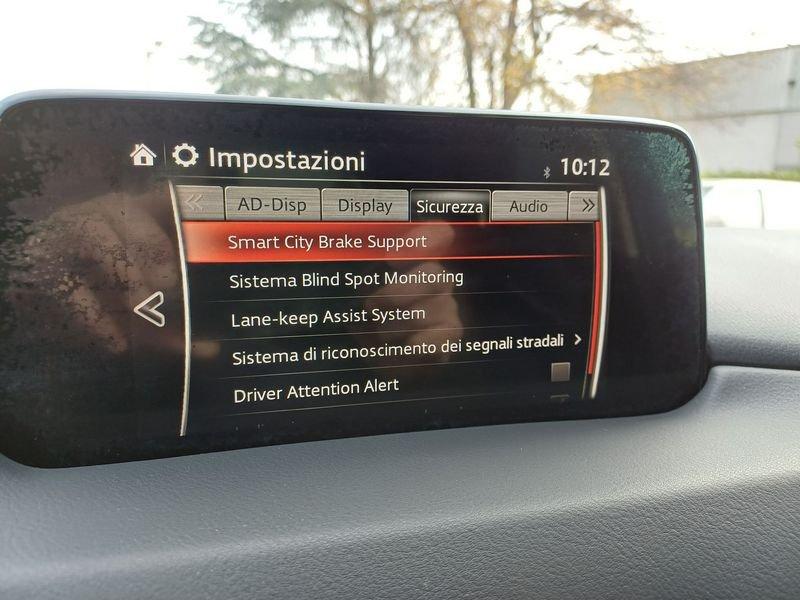 Impostazioni 10:12
AD-Disp Display Sicurezza Audio
Smart City Brake Support
Sistema Blind Spot Monitoring
Lane-keep Assist System
Sistema di riconoscimento dei segnali stradali
Driver Attention Alert